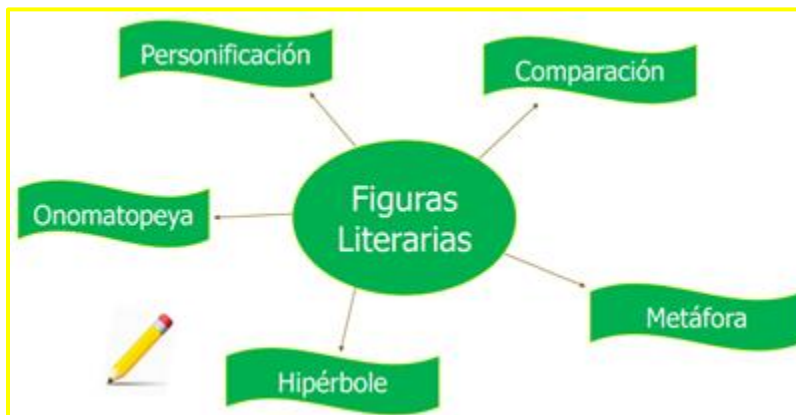 Personificación
Comparación
Onomatopeya
Figuras
Literarias
Metáfora
Hipérbole